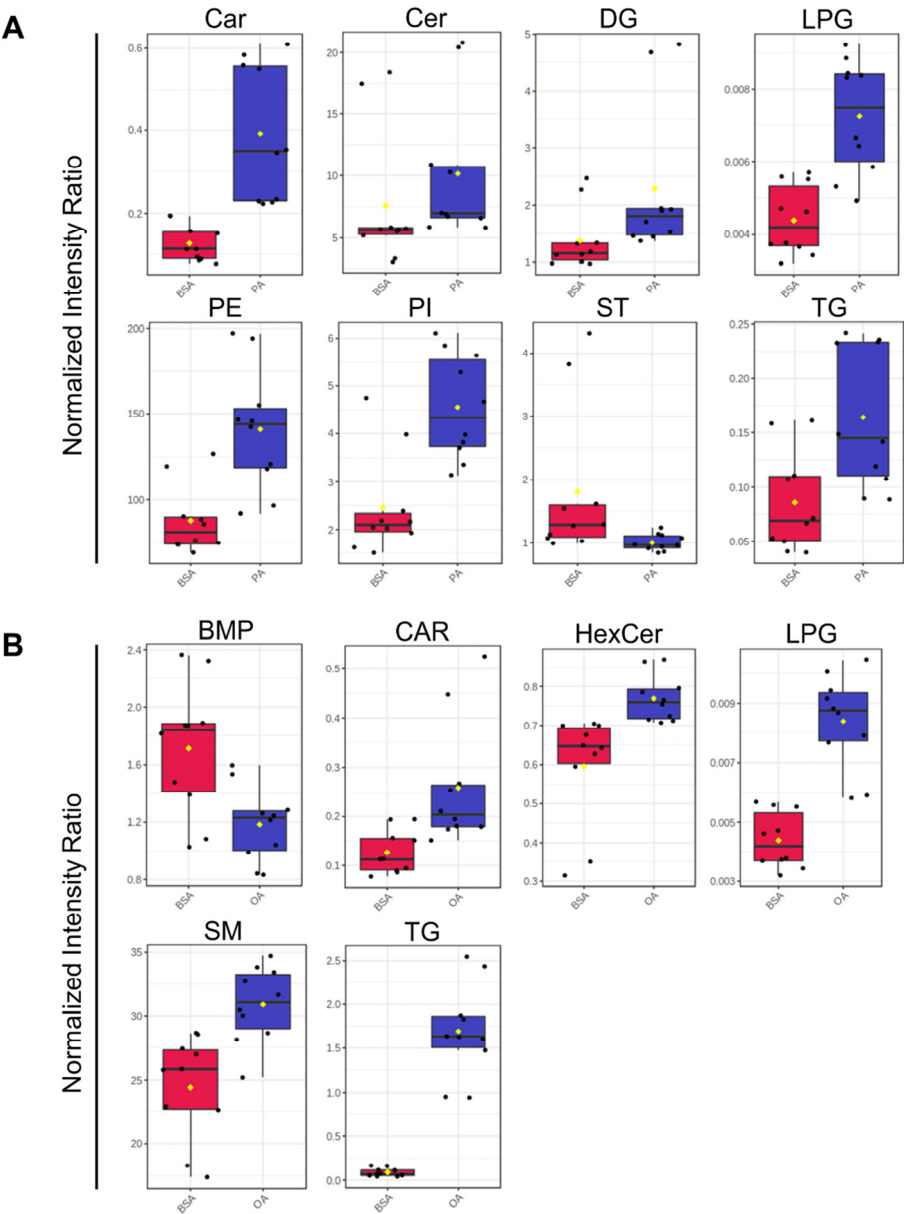 A
Normalized Intensity Ratio
Car
0.6
0.4
0.2
BSA
PA
Cer
20
15
10
5
BSA
PA
DG
5
4
3
2
1
BSA
PA
LPG
0.008
0.006
0.004
BSA
PA
PE
200
150
100
BSA
PA
PI
6
5
4
3
2
BSA
PA
ST
4
3
2
1
BSA
PA
TG
0.25
0.20
0.15
0.10
0.05
BSA
PA
B
Normalized Intensity Ratio
BMP
2.4
2.0
1.6
1.2
0.8
BSA
OA
CAR
0.5
0.4
0.3
0.2
0.1
BSA
OA
HexCer
0.8
0.7
0.6
0.5
0.4
0.3
BSA
OA
LPG
0.009
0.007
0.005
0.003
BSA
OA
SM
35
30
25
20
BSA
OA
TG
2.5
2.0
1.5
1.0
0.5
0.0
BSA
OA